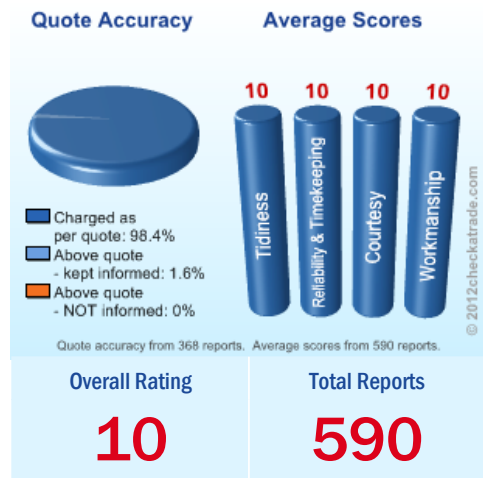 Quote Accuracy
Average Scores
10
10
10
10
Tidiness
Reliability & Timekeeping
Courtesy
Workmanship
Charged as
per quote: 98.4%
Above quote
- kept informed: 1.6%
Above quote
- NOT informed: 0%
© 2012checkatrade.com
Quote accuracy from 368 reports. Average scores from 590 reports.
Overall Rating
10
Total Reports
590